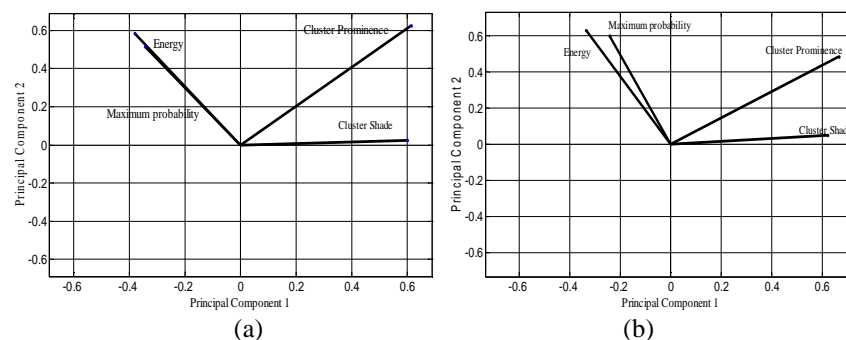 0.6
0.4
0.2
0
-0.2
-0.4
-0.6
Principal Component 2
Energy
Maximum probability
Cluster Prominence
Cluster Shade
-0.6 -0.4 -0.2 0 0.2 0.4 0.6
Principal Component 1
(a)
0.6
0.4
0.2
0
-0.2
-0.4
-0.6
Principal Component 2
Maximum probability
Energy
Cluster Prominence
Cluster Shad
-0.6 -0.4 -0.2 0 0.2 0.4 0.6
Principal Component 1
(b)